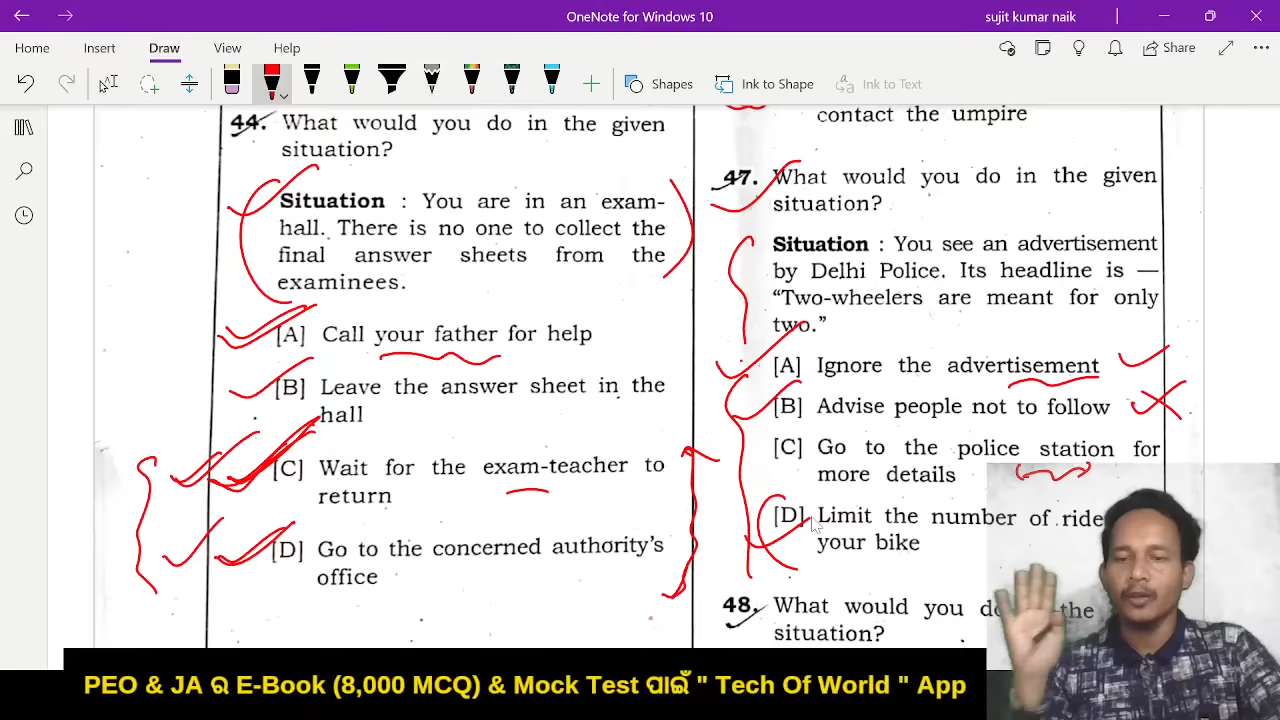 OneNote for Windows 10
sujit kumar naik
Home Insert Draw View Help
Share
Shapes
Ink to Shape
Ink to Text
44. What would you do in the given
situation?
Situation : You are in an exam-
hall. There is no one to collect the
final answer sheets from the
examinees.
[A] Call your father for help
[B] Leave the answer sheet in the
hall
[C] Wait for the exam-teacher to
return
[D] Go to the concerned authority's
office
contact the umpire
47. What would you do in the given
situation?
Situation : You see an advertisement
by Delhi Police. Its headline is —
“Two-wheelers are meant for only
two.”
[A] Ignore the advertisement
[B] Advise people not to follow
[C] Go to the police station for
more details
[D] Limit the number of ride
your bike
48. What would you do the
situation?
PEO & JA ର E-Book (8,000 MCQ) & Mock Test ପାଇଁ " Tech Of World " App